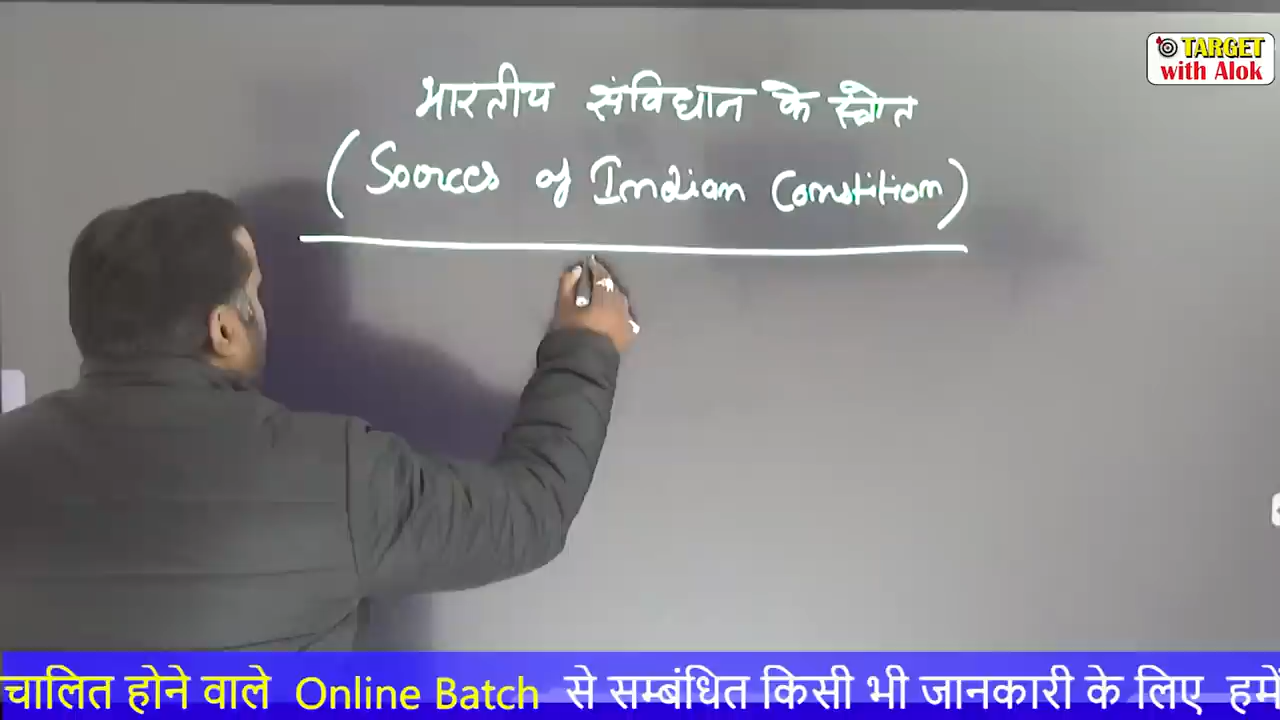 TARGET
with Alok
भारतीय संविधान के स्त्रोत
(Sources of Indian Constition)
चालित होने वाले Online Batch से सम्बंधित किसी भी जानकारी के लिए हमे